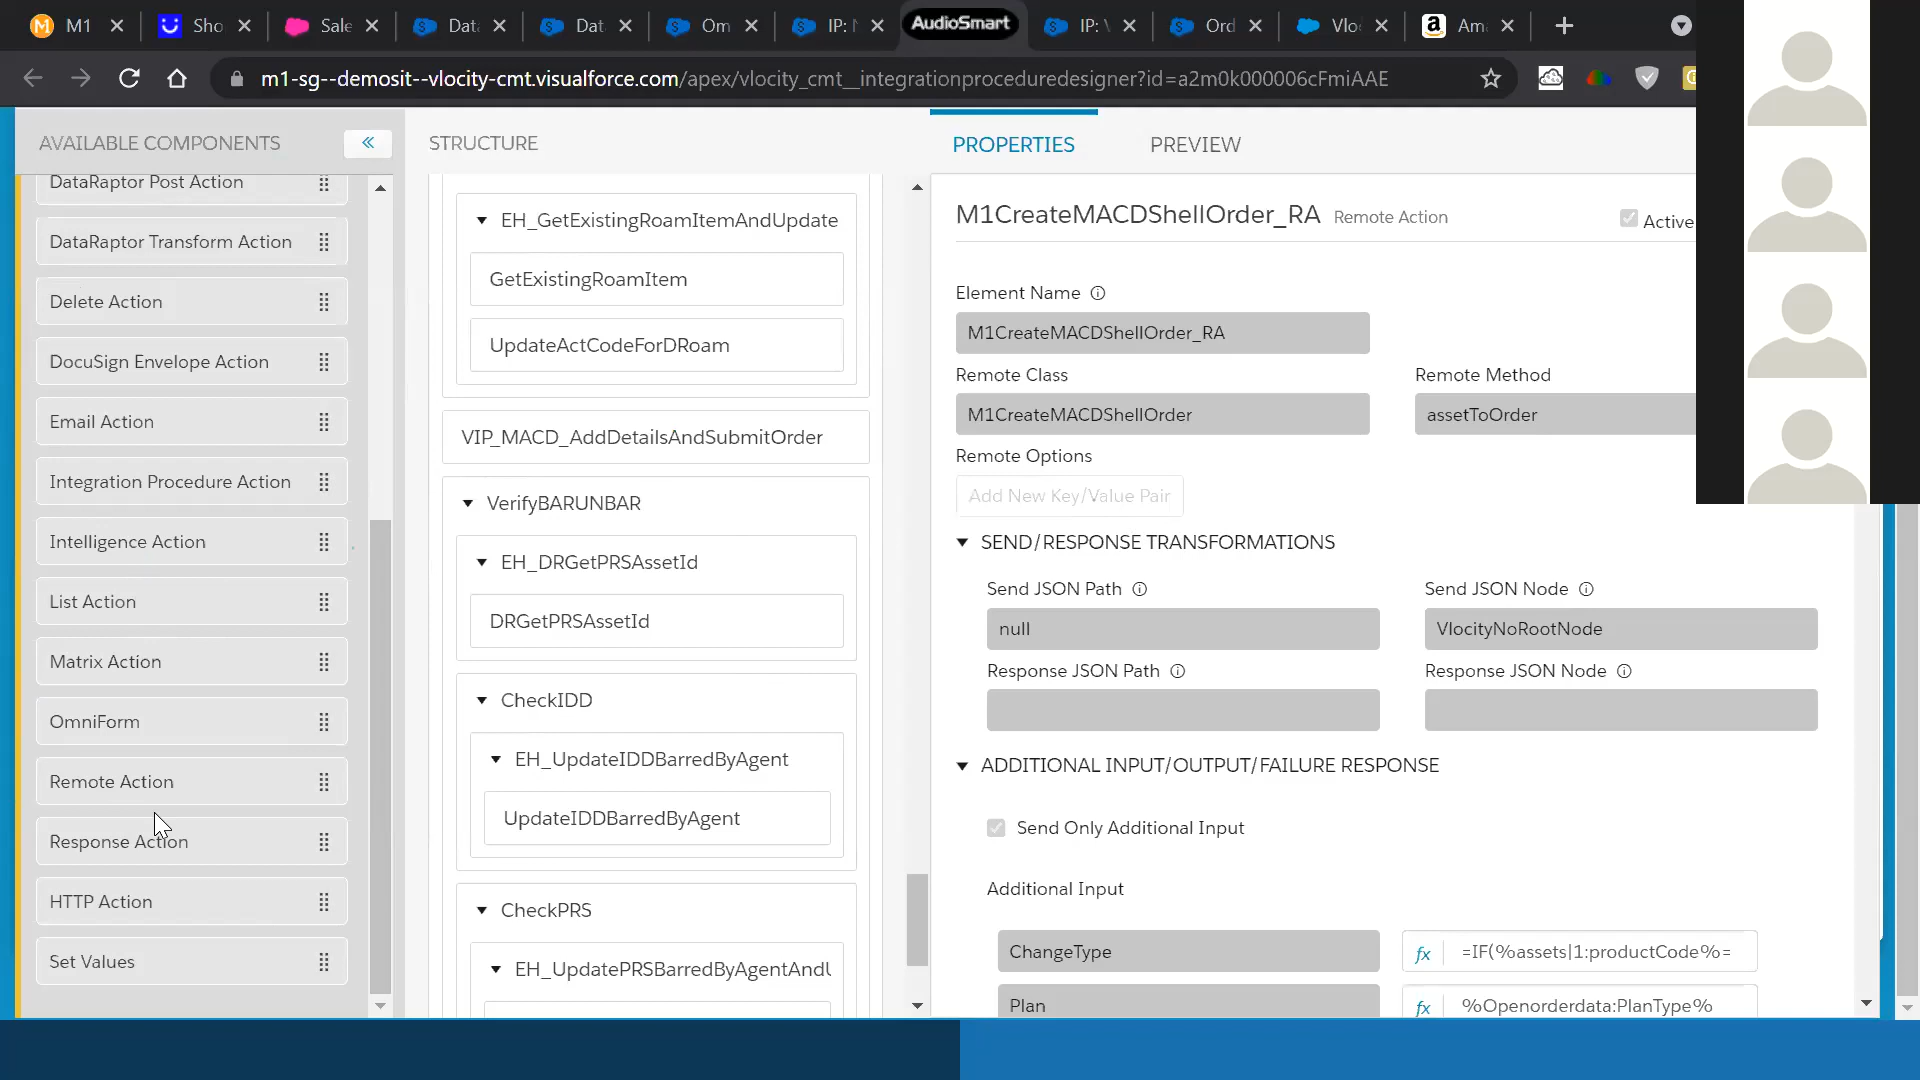 M1
Sho
Sale
Data
Dat
Om
IP: 
AudioSmart
IP: 
Ord
Vlo
Am
m1-sg--demosit--vlocity-cmt.visualforce.com/apex/vlocity_cmt__integrationproceduredesigner?id=a2m0k000006cFmiAAE
AVAILABLE COMPONENTS
DataRaptor Post Action
DataRaptor Transform Action
Delete Action
DocuSign Envelope Action
Email Action
Integration Procedure Action
Intelligence Action
List Action
Matrix Action
OmniForm
Remote Action
Response Action
HTTP Action
Set Values
STRUCTURE
EH_GetExistingRoamItemAndUpdate
GetExistingRoamItem
UpdateActCodeForDRoam
VIP_MACD_AddDetailsAndSubmitOrder
VerifyBARUNBAR
EH_DRGetPRSAssetId
DRGetPRSAssetId
CheckIDD
EH_UpdateIDDBarredByAgent
UpdateIDDBarredByAgent
CheckPRS
EH_UpdatePRSBarredByAgentAndU
PROPERTIES PREVIEW
M1CreateMACDShellOrder_RA Remote Action Active
Element Name
M1CreateMACDShellOrder_RA
Remote Class Remote Method
M1CreateMACDShellOrder assetToOrder
Remote Options
Add New Key/Value Pair
SEND/RESPONSE TRANSFORMATIONS
Send JSON Path Send JSON Node
null VlocityNoRootNode
Response JSON Path Response JSON Node
ADDITIONAL INPUT/OUTPUT/FAILURE RESPONSE
Send Only Additional Input
Additional Input
ChangeType fx =IF(%assets|1:productCode%=
Plan fx %Openorderdata:PlanType%